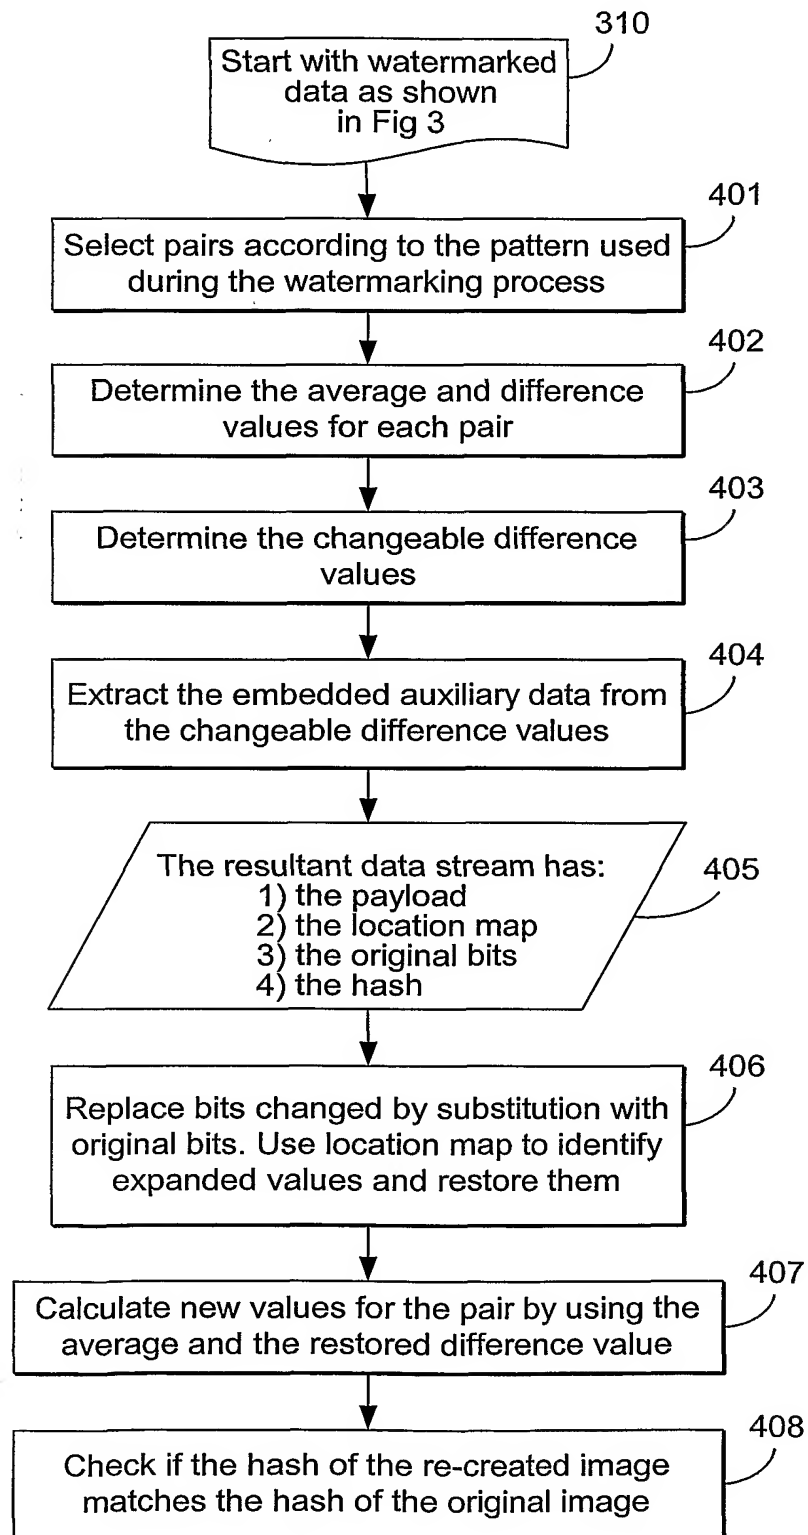 310
Start with watermarked
data as shown
in Fig 3
401
Select pairs according to the pattern used
during the watermarking process
402
Determine the average and difference
values for each pair
403
Determine the changeable difference
values
404
Extract the embedded auxiliary data from
the changeable difference values
405
The resultant data stream has:
1) the payload
2) the location map
3) the original bits
4) the hash
406
Replace bits changed by substitution with
original bits. Use location map to identify
expanded values and restore them
407
Calculate new values for the pair by using the
average and the restored difference value
408
Check if the hash of the re-created image
matches the hash of the original image